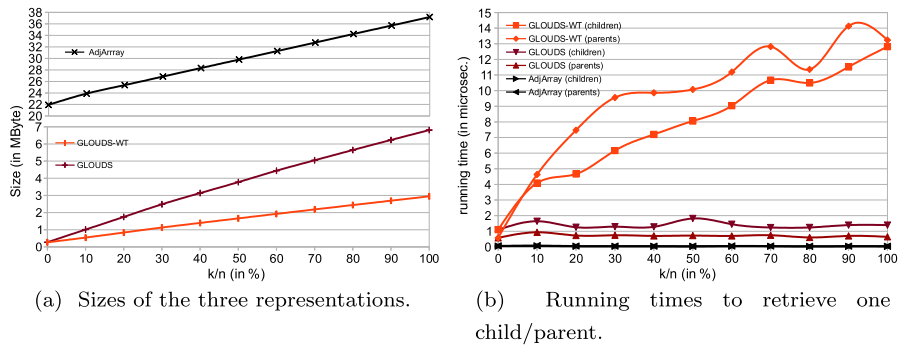 38
36
34
32
30
28
26
24
22
20
AdjArrray
7
6
5
4
3
2
1
0
GLOUDS-WT
GLOUDS
Size (in MByte)
0 10 20 30 40 50 60 70 80 90 100
k/n (in %)
(a) Sizes of the three representations.
15
14
13
12
11
10
9
8
7
6
5
4
3
2
1
0
GLOUDS-WT (children)
GLOUDS-WT (parents)
GLOUDS (children)
GLOUDS (parents)
AdjArray (children)
AdjArray (parents)
running time (in microsec.)
0 10 20 30 40 50 60 70 80 90 100
k/n (in %)
(b) Running times to retrieve one
child/parent.